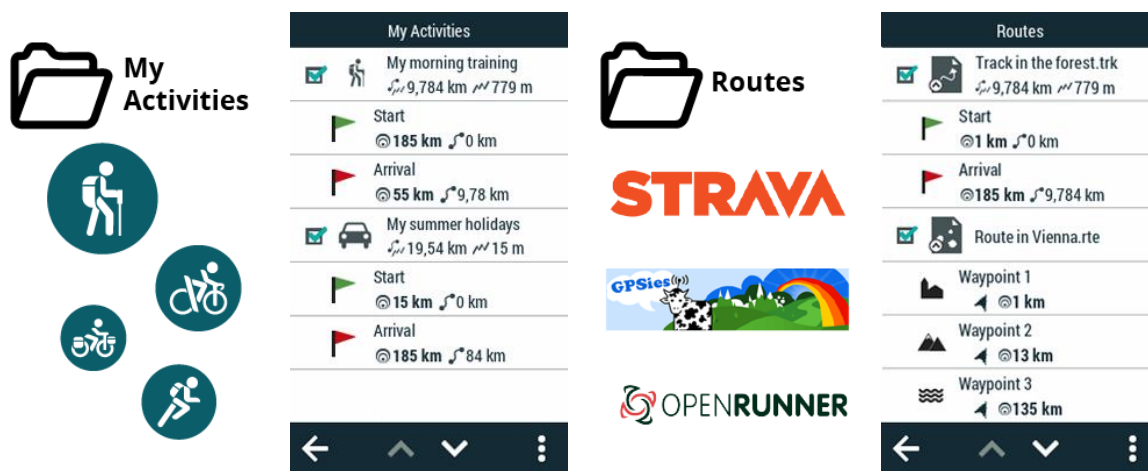 My
Activities
My Activities
My morning training
9,784 km 779 m
Start
185 km 0 km
Arrival
55 km 9,78 km
My summer holidays
19,54 km 15 m
Start
15 km 0 km
Arrival
185 km 84 km
Routes
STRAVA
GPSies
OPENRUNNER
Routes
Track in the forest.trk
9,784 km 779 m
Start
1 km 0 km
Arrival
185 km 9,784 km
Route in Vienna.rte
Waypoint 1
1 km
Waypoint 2
13 km
Waypoint 3
135 km